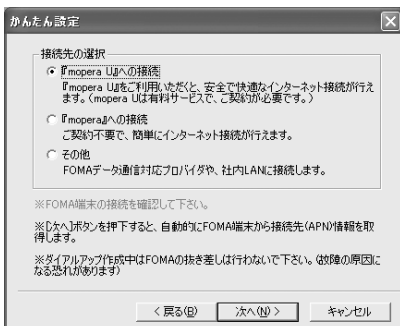 かんたん設定
接続先の選択
『mopera U』への接続
『mopera U』をご利用いただくと、安全で快適なインターネット接続が行え
ます。（mopera Uは有料サービスで、ご契約が必要です。）
『mopera』への接続
ご契約不要で、簡単にインターネット接続が行えます。
その他
FOMAデータ通信対応プロバイダや、社内LANに接続します。
※FOMA端末の接続を確認して下さい。
※[次へ]ボタンを押下すると、自動的にFOMA端末から接続先(APN)情報を取
得します。
※ダイアルアップ作成中はFOMAの抜き差しは行わないで下さい。(故障の原因に
なる恐れがあります)
< 戻る(B) 次へ(N) > キャンセル